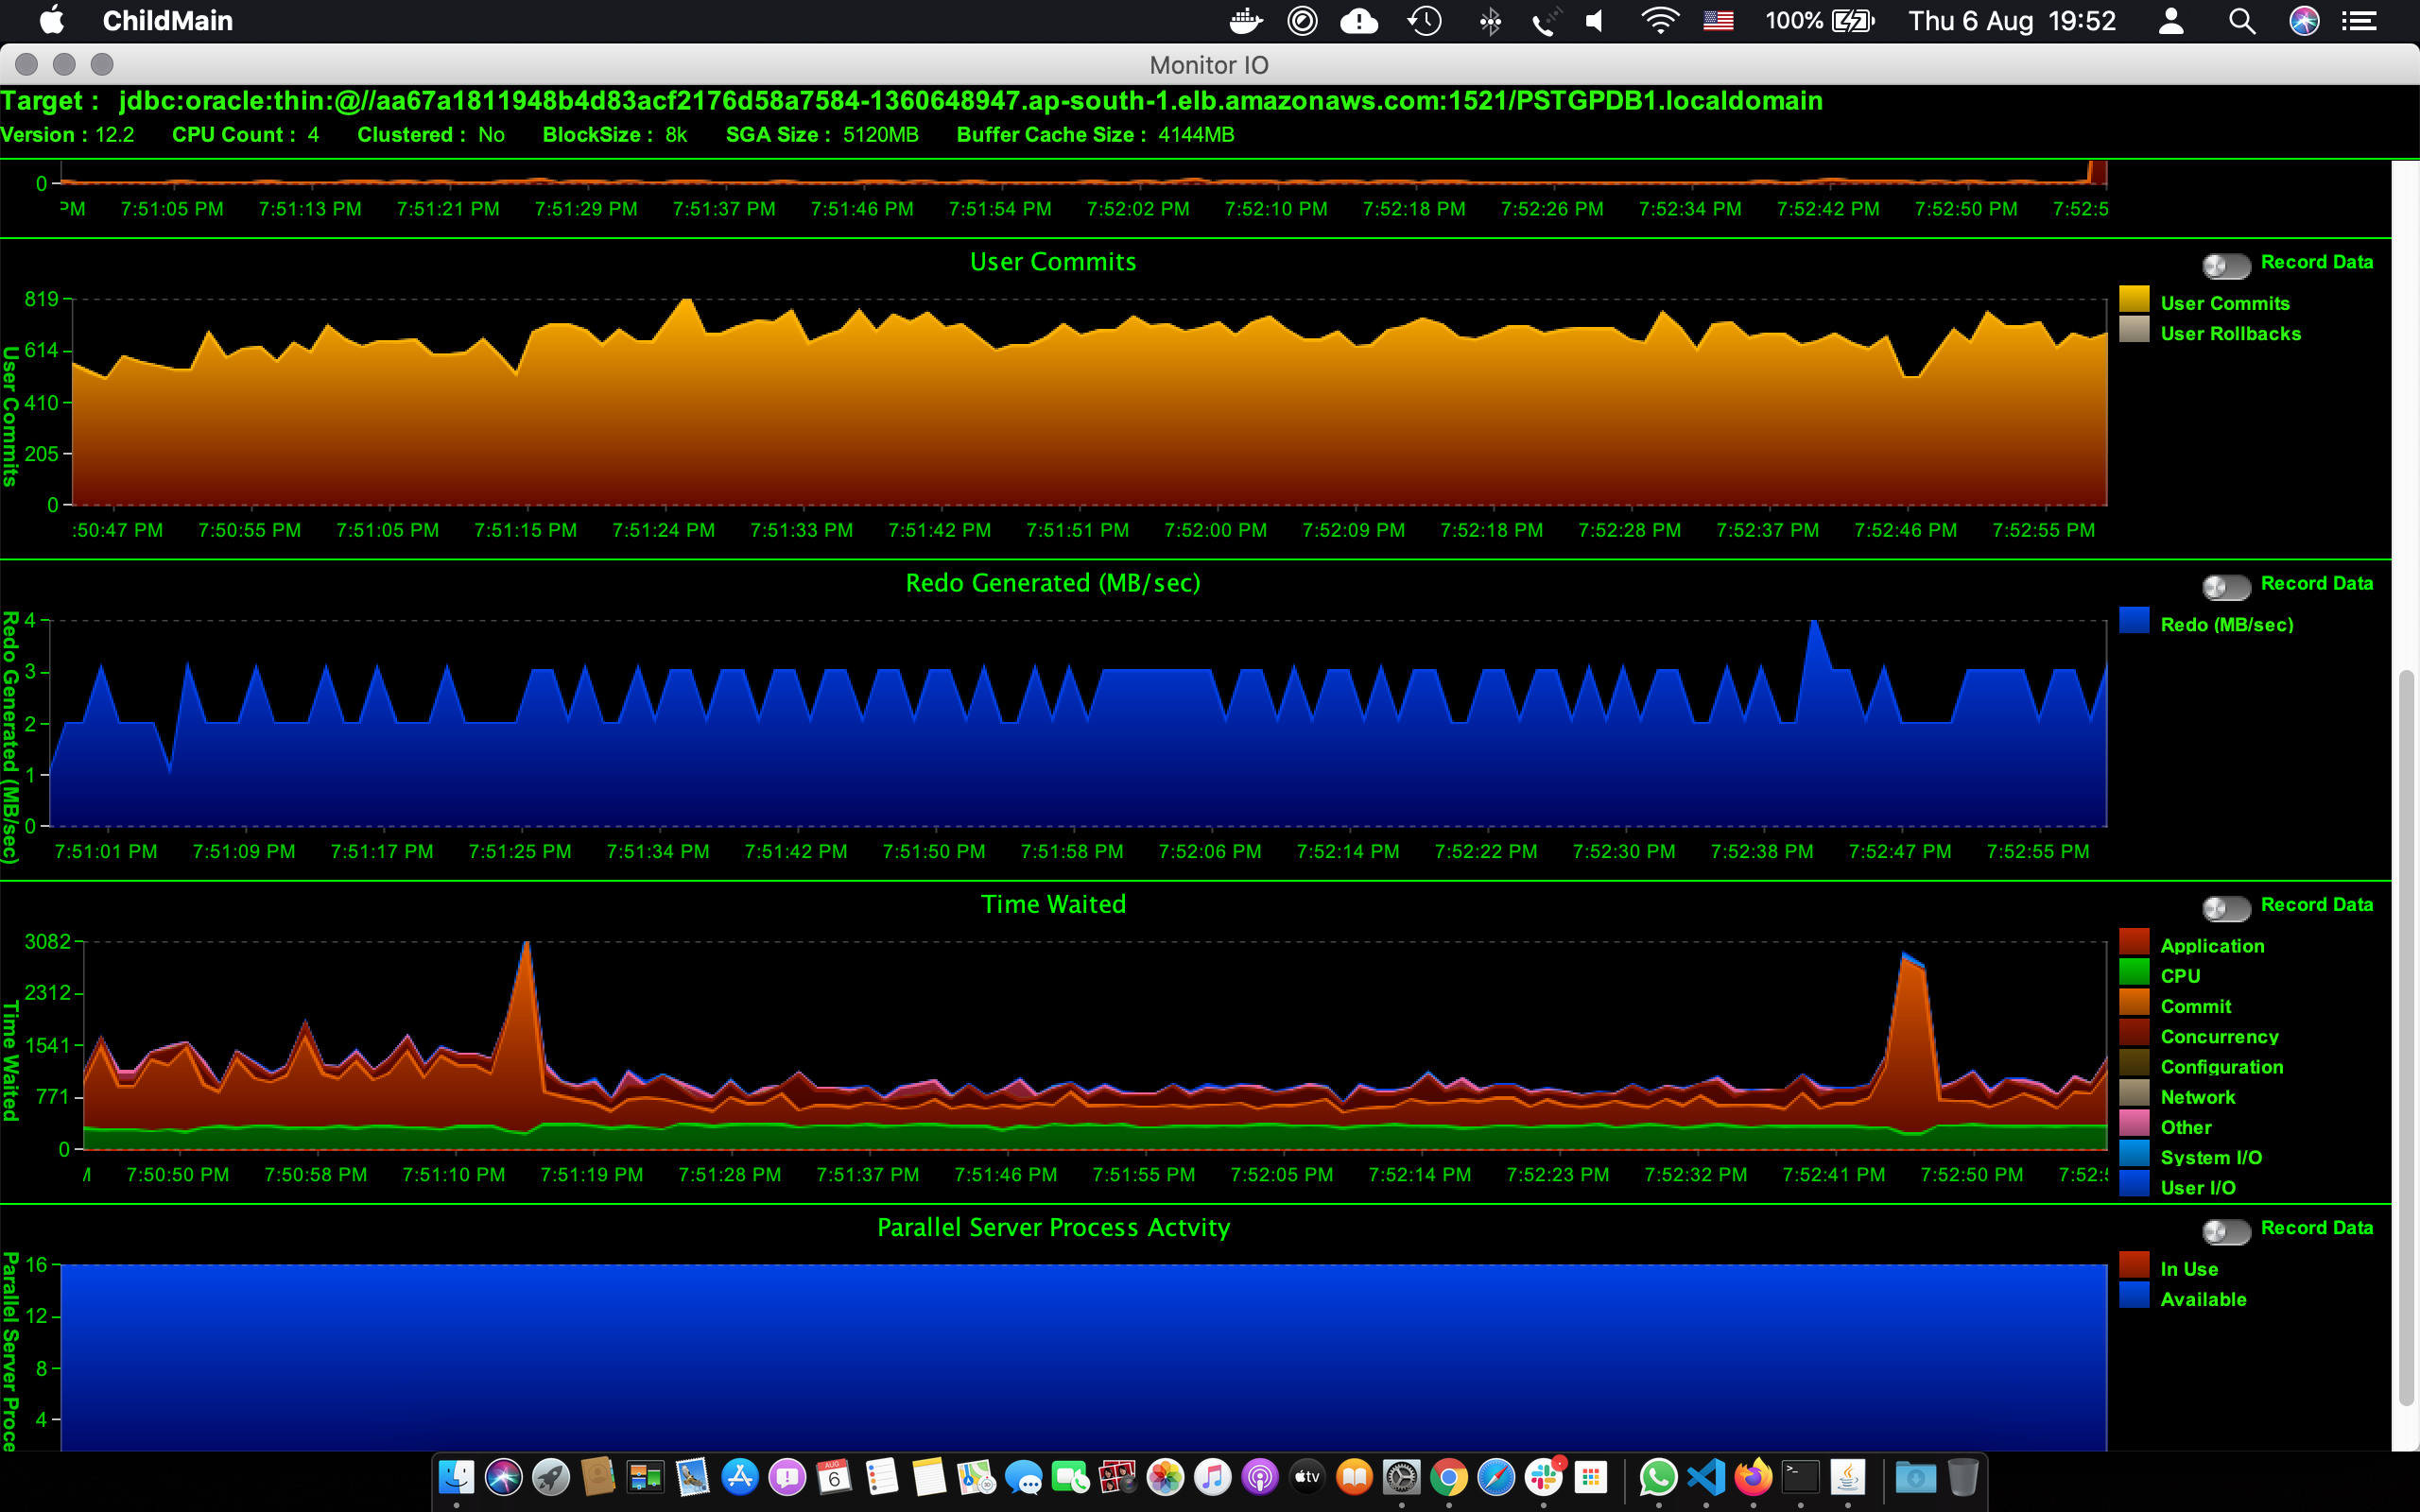 ChildMain
100%
Thu 6 Aug 19:52
Monitor IO
Target : jdbc:oracle:thin:@//aa67a1811948b4d83acf2176d58a7584-1360648947.ap-south-1.elb.amazonaws.com:1521/PSTGPDB1.localdomain
Version : 12.2 CPU Count : 4 Clustered : No BlockSize : 8k SGA Size : 5120MB Buffer Cache Size : 4144MB
0
PM 7:51:05 PM 7:51:13 PM 7:51:21 PM 7:51:29 PM 7:51:37 PM 7:51:46 PM 7:51:54 PM 7:52:02 PM 7:52:10 PM 7:52:18 PM 7:52:26 PM 7:52:34 PM 7:52:42 PM 7:52:50 PM 7:52:5
User Commits
Record Data
User Commits
User Rollbacks
User Commits
819
614
410
205
0
:50:47 PM 7:50:55 PM 7:51:05 PM 7:51:15 PM 7:51:24 PM 7:51:33 PM 7:51:42 PM 7:51:51 PM 7:52:00 PM 7:52:09 PM 7:52:18 PM 7:52:28 PM 7:52:37 PM 7:52:46 PM 7:52:55 PM
Redo Generated (MB/sec)
Record Data
Redo (MB/sec)
Redo Generated (MB/sec)
4
3
2
1
0
7:51:01 PM 7:51:09 PM 7:51:17 PM 7:51:25 PM 7:51:34 PM 7:51:42 PM 7:51:50 PM 7:51:58 PM 7:52:06 PM 7:52:14 PM 7:52:22 PM 7:52:30 PM 7:52:38 PM 7:52:47 PM 7:52:55 PM
Time Waited
Record Data
Application
CPU
Commit
Concurrency
Configuration
Network
Other
System I/O
User I/O
Time Waited
3082
2312
1541
771
0
7:50:50 PM 7:50:58 PM 7:51:10 PM 7:51:19 PM 7:51:28 PM 7:51:37 PM 7:51:46 PM 7:51:55 PM 7:52:05 PM 7:52:14 PM 7:52:23 PM 7:52:32 PM 7:52:41 PM 7:52:50 PM 7:52:5
Parallel Server Process Actvity
Record Data
In Use
Available
Parallel Server Proce
16
12
8
4
AUG
6
tv